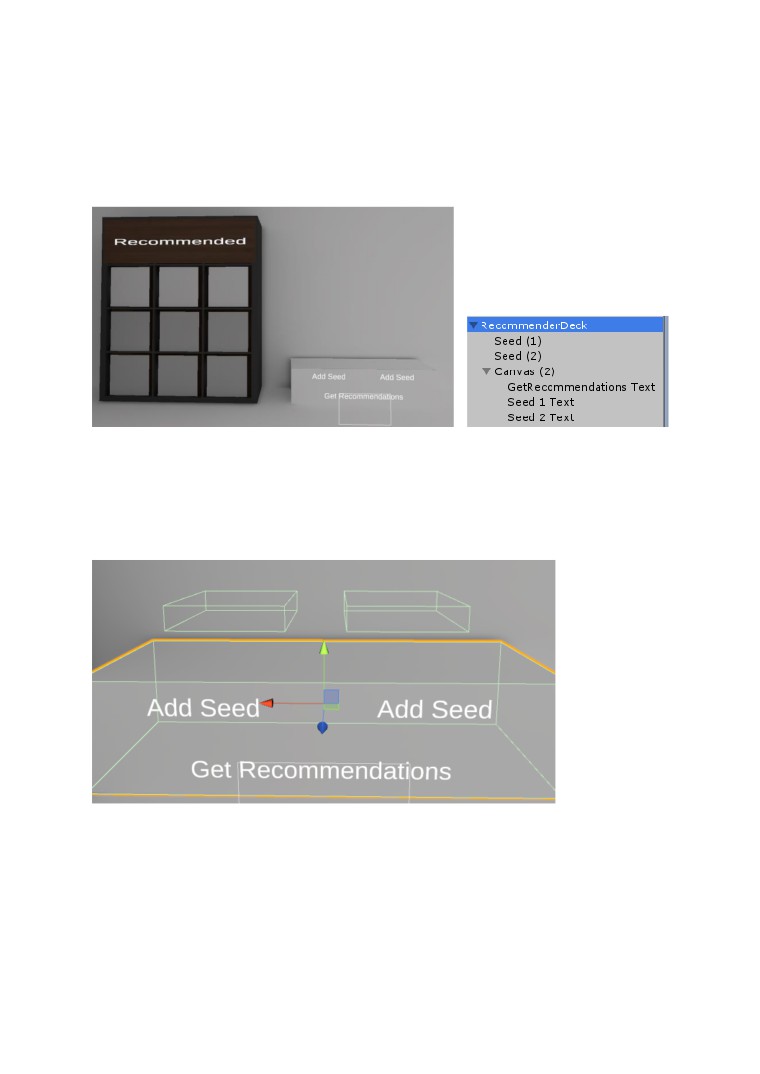 Recommended
Add Seed
Add Seed
Get Recommendations
RecommenderDeck
Seed (1)
Seed (2)
Canvas (2)
GetRecommendations Text
Seed 1 Text
Seed 2 Text
Add Seed
Add Seed
Get Recommendations